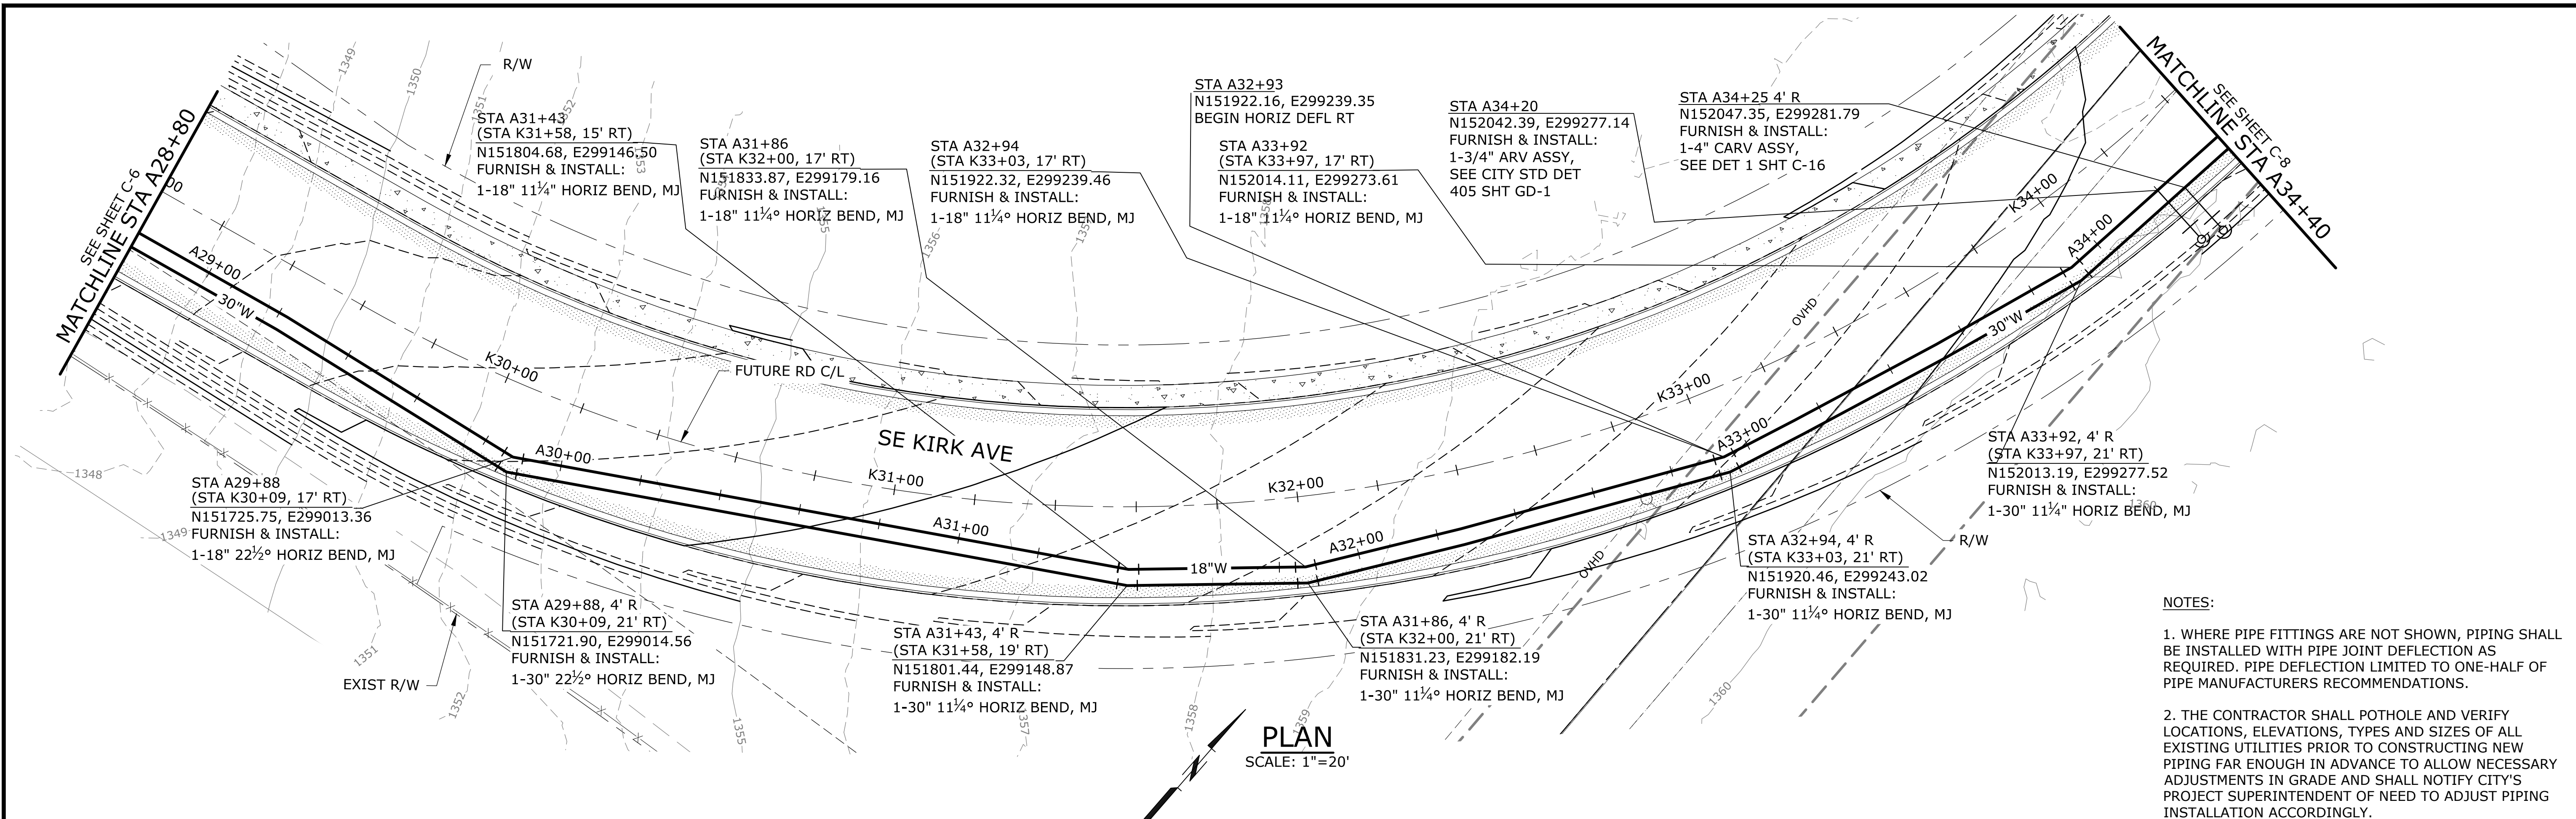 R/W
STA A31+43
(STA K31+58, 15' RT)
N151804.68, E299146.50
FURNISH & INSTALL:
1-18" 11¼" HORIZ BEND, MJ
STA A31+86
(STA K32+00, 17' RT)
N151833.87, E299179.16
FURNISH & INSTALL:
1-18" 11¼° HORIZ BEND, MJ
STA A32+94
(STA K33+03, 17' RT)
N151922.32, E299239.46
FURNISH & INSTALL:
1-18" 11¼° HORIZ BEND, MJ
STA A32+93
N151922.16, E299239.35
BEGIN HORIZ DEFL RT
STA A33+92
(STA K33+97, 17' RT)
N152014.11, E299273.61
FURNISH & INSTALL:
1-18" 11¼° HORIZ BEND, MJ
STA A34+20
N152042.39, E299277.14
FURNISH & INSTALL:
1-3/4" ARV ASSY,
SEE CITY STD DET
405 SHT GD-1
STA A34+25 4' R
N152047.35, E299281.79
FURNISH & INSTALL:
1-4" CARV ASSY,
SEE DET 1 SHT C-16
SEE SHEET C-8
MATCHLINE STA A34+40
SEE SHEET C-6
MATCHLINE STA A28+80
00
1349
1350
1351
1352
1353
1355
1356
1358
A29+00
30"W
K30+00
A30+00
FUTURE RD C/L
SE KIRK AVE
K31+00
A31+00
18"W
K32+00
A32+00
K33+00
A33+00
OVHD
OVHD
30"W
K34+00
A34+00
1348
1349
1351
1352
1355
1357
1358
1359
1360
1360
STA A29+88
(STA K30+09, 17' RT)
N151725.75, E299013.36
FURNISH & INSTALL:
1-18" 22½° HORIZ BEND, MJ
STA A29+88, 4' R
(STA K30+09, 21' RT)
N151721.90, E299014.56
FURNISH & INSTALL:
1-30" 22½° HORIZ BEND, MJ
EXIST R/W
STA A31+43, 4' R
(STA K31+58, 19' RT)
N151801.44, E299148.87
FURNISH & INSTALL:
1-30" 11¼° HORIZ BEND, MJ
STA A31+86, 4' R
(STA K32+00, 21' RT)
N151831.23, E299182.19
FURNISH & INSTALL:
1-30" 11¼° HORIZ BEND, MJ
STA A32+94, 4' R
(STA K33+03, 21' RT)
N151920.46, E299243.02
FURNISH & INSTALL:
1-30" 11¼° HORIZ BEND, MJ
STA A33+92, 4' R
(STA K33+97, 21' RT)
N152013.19, E299277.52
FURNISH & INSTALL:
1-30" 11¼" HORIZ BEND, MJ
R/W
PLAN
SCALE: 1"=20'
N
NOTES:
1. WHERE PIPE FITTINGS ARE NOT SHOWN, PIPING SHALL
BE INSTALLED WITH PIPE JOINT DEFLECTION AS
REQUIRED. PIPE DEFLECTION LIMITED TO ONE-HALF OF
PIPE MANUFACTURERS RECOMMENDATIONS.
2. THE CONTRACTOR SHALL POTHOLE AND VERIFY
LOCATIONS, ELEVATIONS, TYPES AND SIZES OF ALL
EXISTING UTILITIES PRIOR TO CONSTRUCTING NEW
PIPING FAR ENOUGH IN ADVANCE TO ALLOW NECESSARY
ADJUSTMENTS IN GRADE AND SHALL NOTIFY CITY'S
PROJECT SUPERINTENDENT OF NEED TO ADJUST PIPING
INSTALLATION ACCORDINGLY.